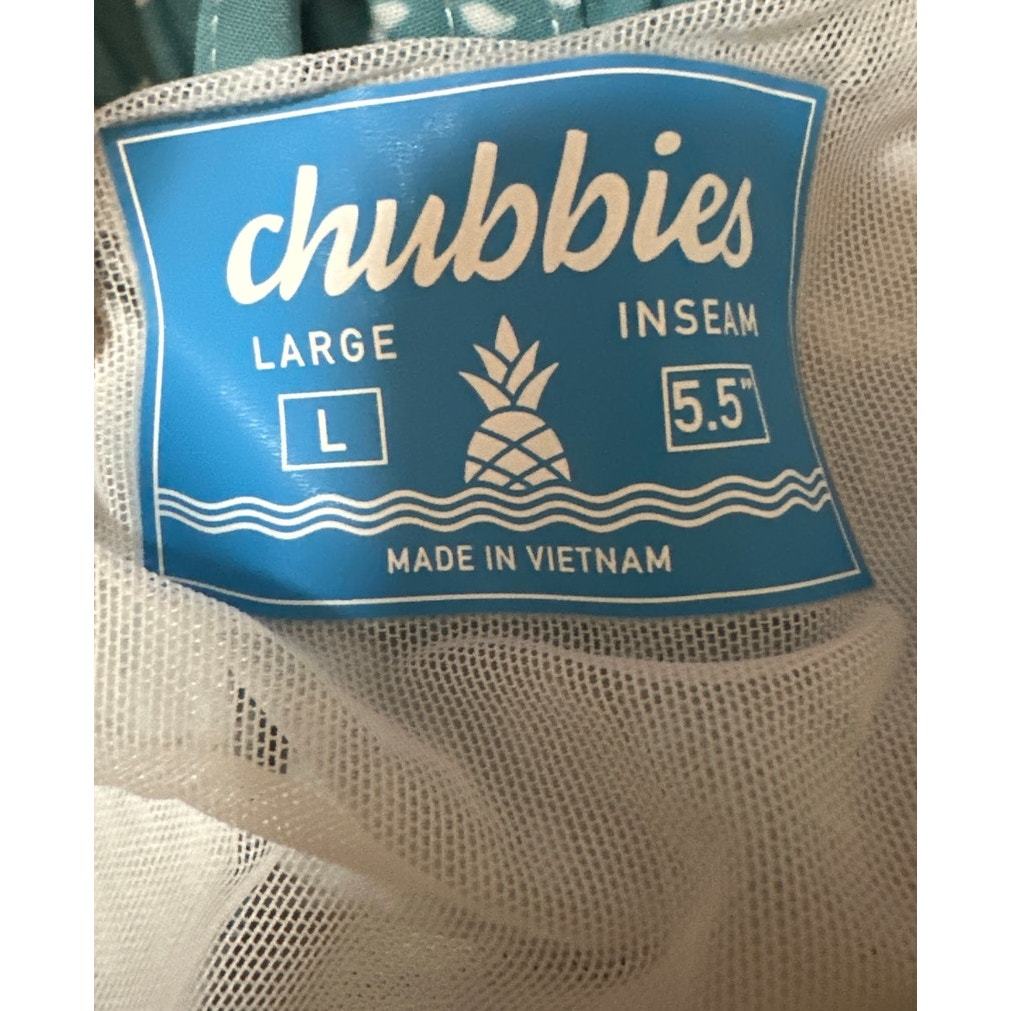 chubbies
LARGE
INSEAM
L
5.5"
MADE IN VIETNAM